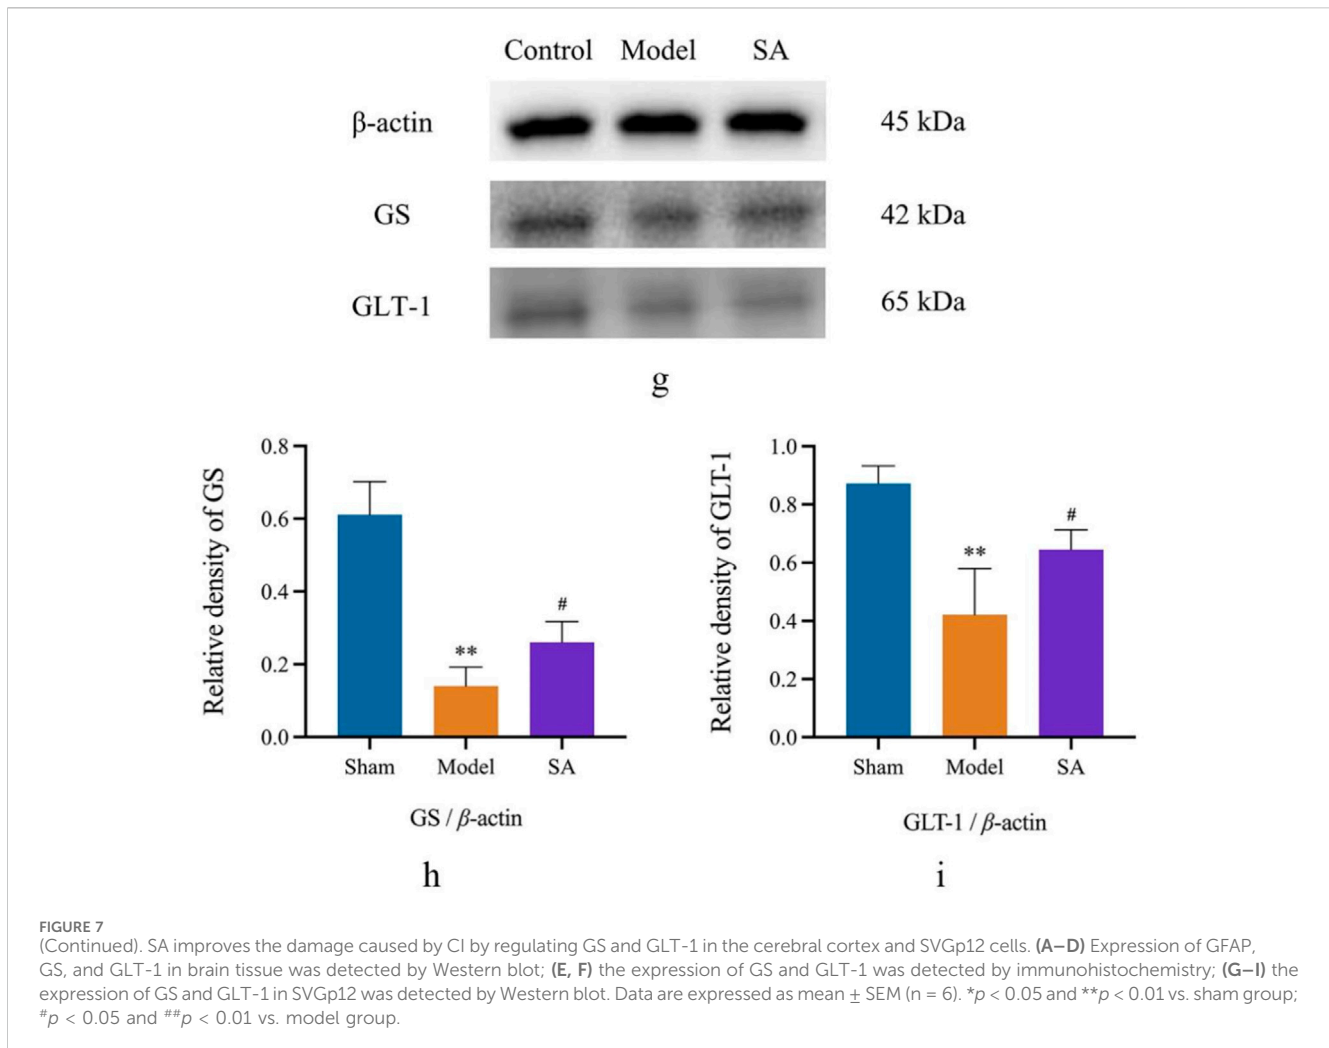 Control Model SA
β-actin 45 kDa
GS 42 kDa
GLT-1 65 kDa
g
Relative density of GS
0.8
0.6
0.4
0.2
0.0
**
#
Sham Model SA
GS / β-actin
h
Relative density of GLT-1
1.0
0.8
0.6
0.4
0.2
0.0
**
#
Sham Model SA
GLT-1 / β-actin
i
FIGURE 7
(Continued). SA improves the damage caused by CI by regulating GS and GLT-1 in the cerebral cortex and SVGp12 cells. (A–D) Expression of GFAP,
GS, and GLT-1 in brain tissue was detected by Western blot; (E, F) the expression of GS and GLT-1 was detected by immunohistochemistry; (G–I) the
expression of GS and GLT-1 in SVGp12 was detected by Western blot. Data are expressed as mean ± SEM (n = 6). *p < 0.05 and **p < 0.01 vs. sham group;
#p < 0.05 and ##p < 0.01 vs. model group.